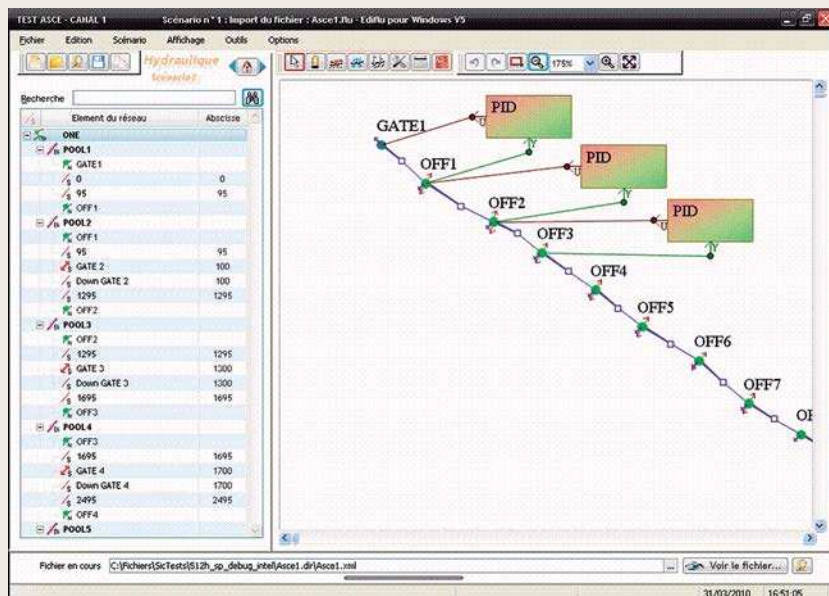 TEST ASCE - CANAL 1 Scénario n° 1 : Import du fichier : Asce1.flu - Ediflu pour Windows V5
Fichier Edition Scénario Affichage Outils Options
Hydraulique
175%
Recherche
Element du réseau Abscisse
ONE
POOL1
GATE1
0 0
95 95
OFF1
POOL2
OFF1
95 95
GATE 2 100
Down GATE 2 100
1295 1295
OFF2
POOL3
OFF2
1295 1295
GATE 3 1300
Down GATE 3 1300
1695 1695
OFF3
POOL4
OFF3
1695 1695
GATE 4 1700
Down GATE 4 1700
2495 2495
OFF4
POOL5
GATE1
PID
U
Y
OFF1
PID
U
Y
OFF2
PID
U
Y
OFF3
OFF4
OFF5
OFF6
OFF7
Fichier en cours C:\Fichiers\SicTests\S12h_sp_debug_intel\Asce1.dir\Asce1.xml ... Voir le fichier...
31/03/2010 16:51:05